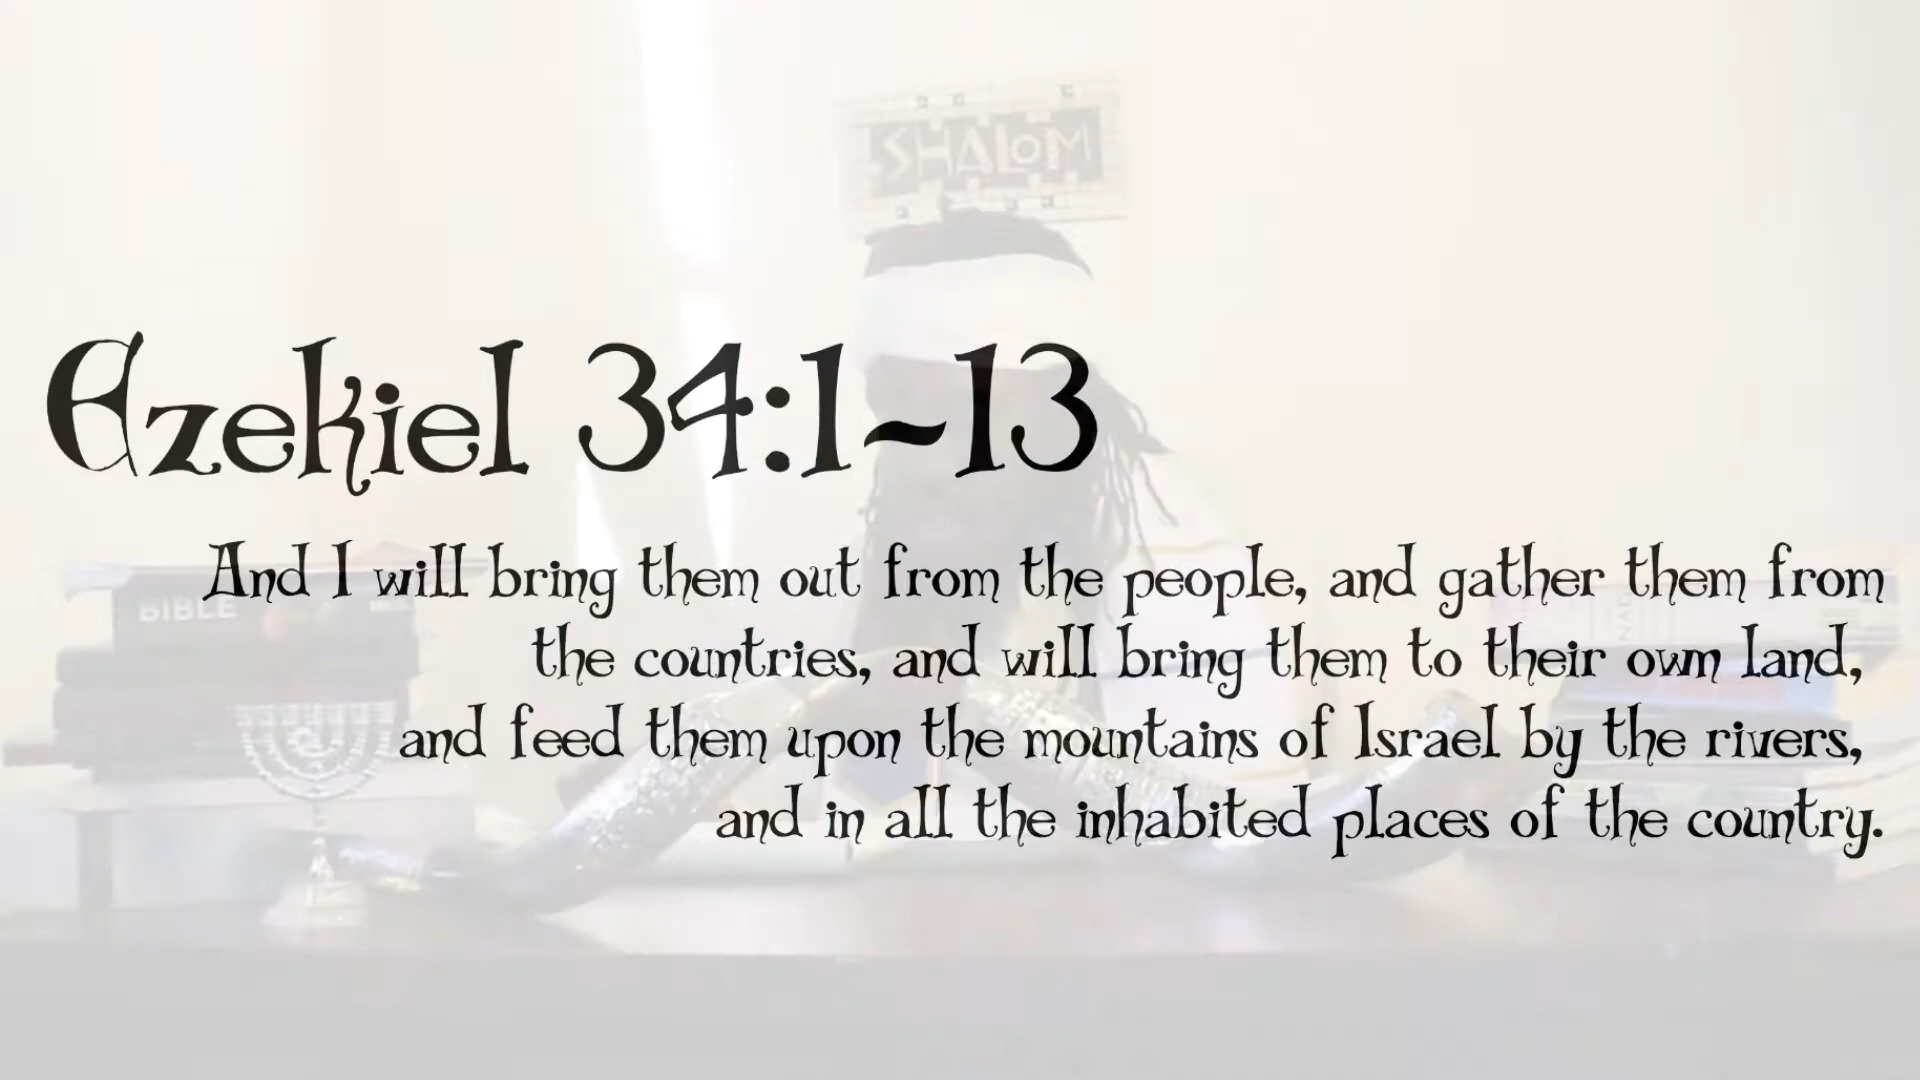 SHALOM
Ezekiel 34:1~13
And I will bring them out from the people, and gather them from
the countries, and will bring them to their own land,
and feed them upon the mountains of Israel by the rivers,
and in all the inhabited places of the country.
BIBLE